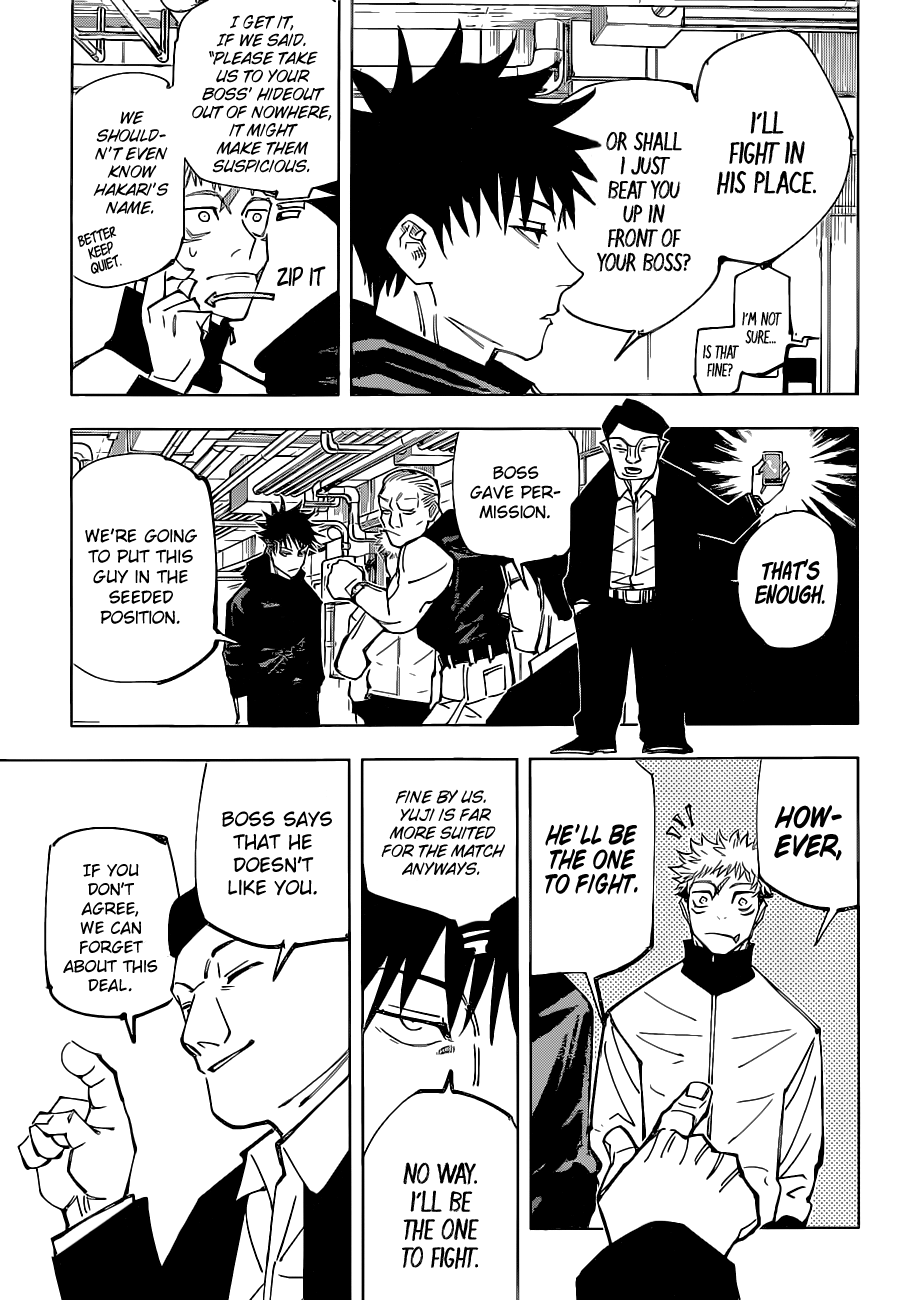 I'LL
FIGHT IN
HIS PLACE.
OR SHALL
I JUST
BEAT YOU
UP IN
FRONT OF
YOUR BOSS?
I'M NOT
SURE...
IS THAT
FINE?
I GET IT,
IF WE SAID.
"PLEASE TAKE
US TO YOUR
BOSS' HIDEOUT
OUT OF NOWHERE,
IT MIGHT
MAKE THEM
SUSPICIOUS.
WE
SHOULD-
N'T EVEN
KNOW
HAKARI'S
NAME.
BETTER
KEEP
QUIET.
ZIP IT
THAT'S
ENOUGH.
BOSS
GAVE PER-
MISSION.
WE'RE GOING
TO PUT THIS
GUY IN THE
SEEDED
POSITION.
HOW-
EVER,
HE'LL BE
THE ONE
TO FIGHT.
FINE BY US.
YUJI IS FAR
MORE SUITED
FOR THE MATCH
ANYWAYS.
NO WAY.
I'LL BE
THE ONE
TO FIGHT.
BOSS SAYS
THAT HE
DOESN'T
LIKE YOU.
IF YOU
DON'T
AGREE,
WE CAN
FORGET
ABOUT THIS
DEAL.